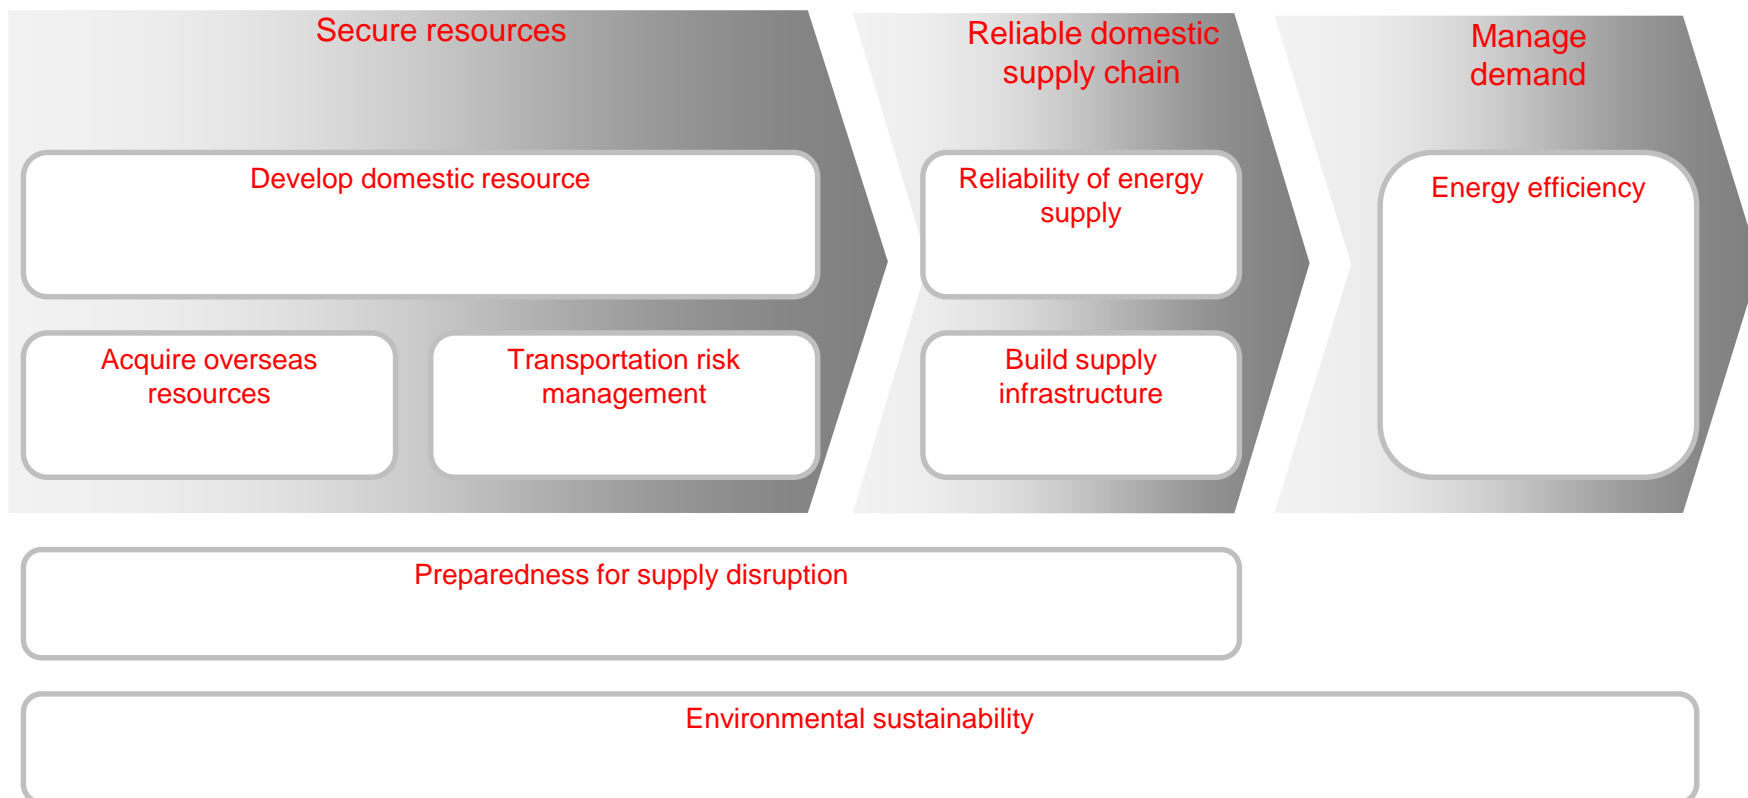 Secure resources
Reliable domestic
supply chain
Manage
demand
Develop domestic resource
Reliability of energy
supply
Energy efficiency
Acquire overseas
resources
Transportation risk
management
Build supply
infrastructure
Preparedness for supply disruption
Environmental sustainability